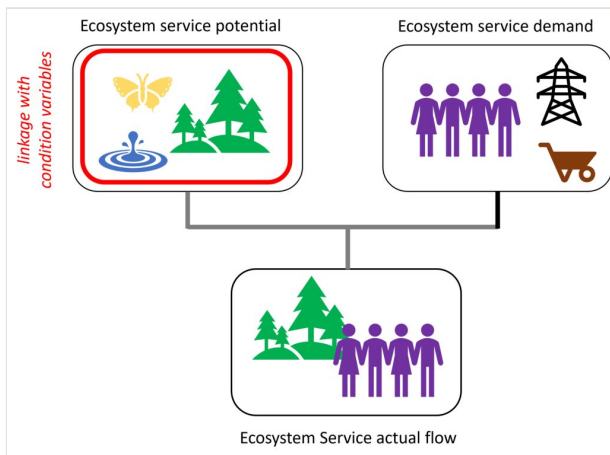 Ecosystem service potential
Ecosystem service demand
linkage with
condition variables
Ecosystem Service actual flow